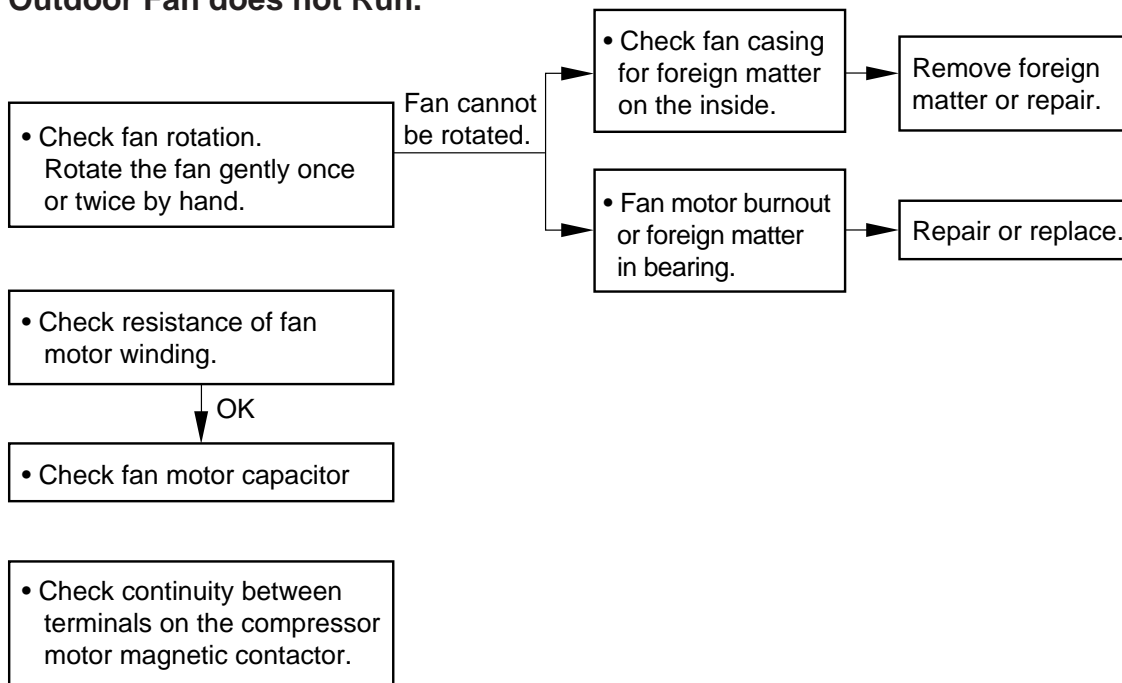 Outdoor Fan does not Run.
• Check fan rotation.
Rotate the fan gently once
or twice by hand.
Fan cannot
be rotated.
• Check fan casing
for foreign matter
on the inside.
Remove foreign
matter or repair.
• Fan motor burnout
or foreign matter
in bearing.
Repair or replace.
• Check resistance of fan
motor winding.
OK
• Check fan motor capacitor
• Check continuity between
terminals on the compressor
motor magnetic contactor.